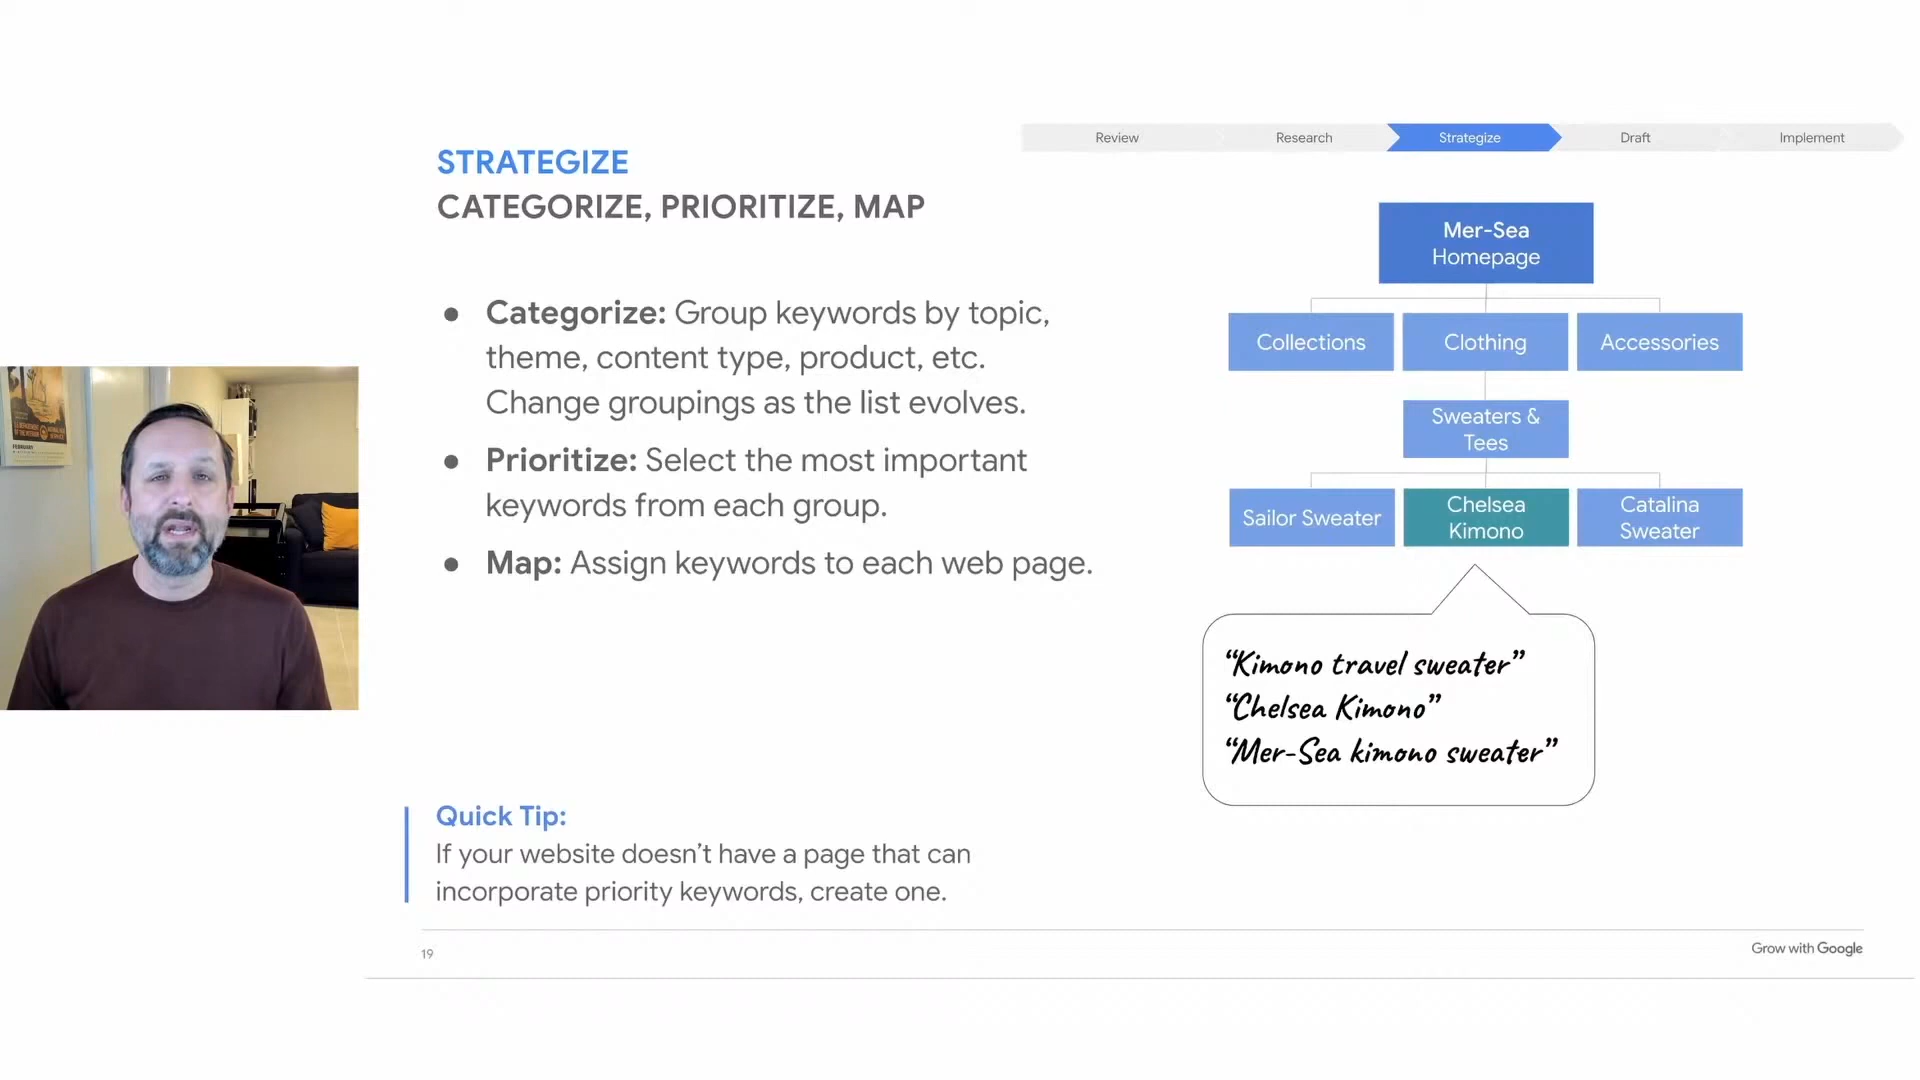 Review
Research
Strategize
Draft
Implement
STRATEGIZE
CATEGORIZE, PRIORITIZE, MAP
● Categorize: Group keywords by topic,
theme, content type, product, etc.
Change groupings as the list evolves.
● Prioritize: Select the most important
keywords from each group.
● Map: Assign keywords to each web page.
Mer-Sea
Homepage
Collections
Clothing
Accessories
Sweaters &
Tees
Sailor Sweater
Chelsea
Kimono
Catalina
Sweater
“Kimono travel sweater”
“Chelsea Kimono”
“Mer-Sea kimono sweater”
Quick Tip:
If your website doesn’t have a page that can
incorporate priority keywords, create one.
19
Grow with Google
FEBRUARY